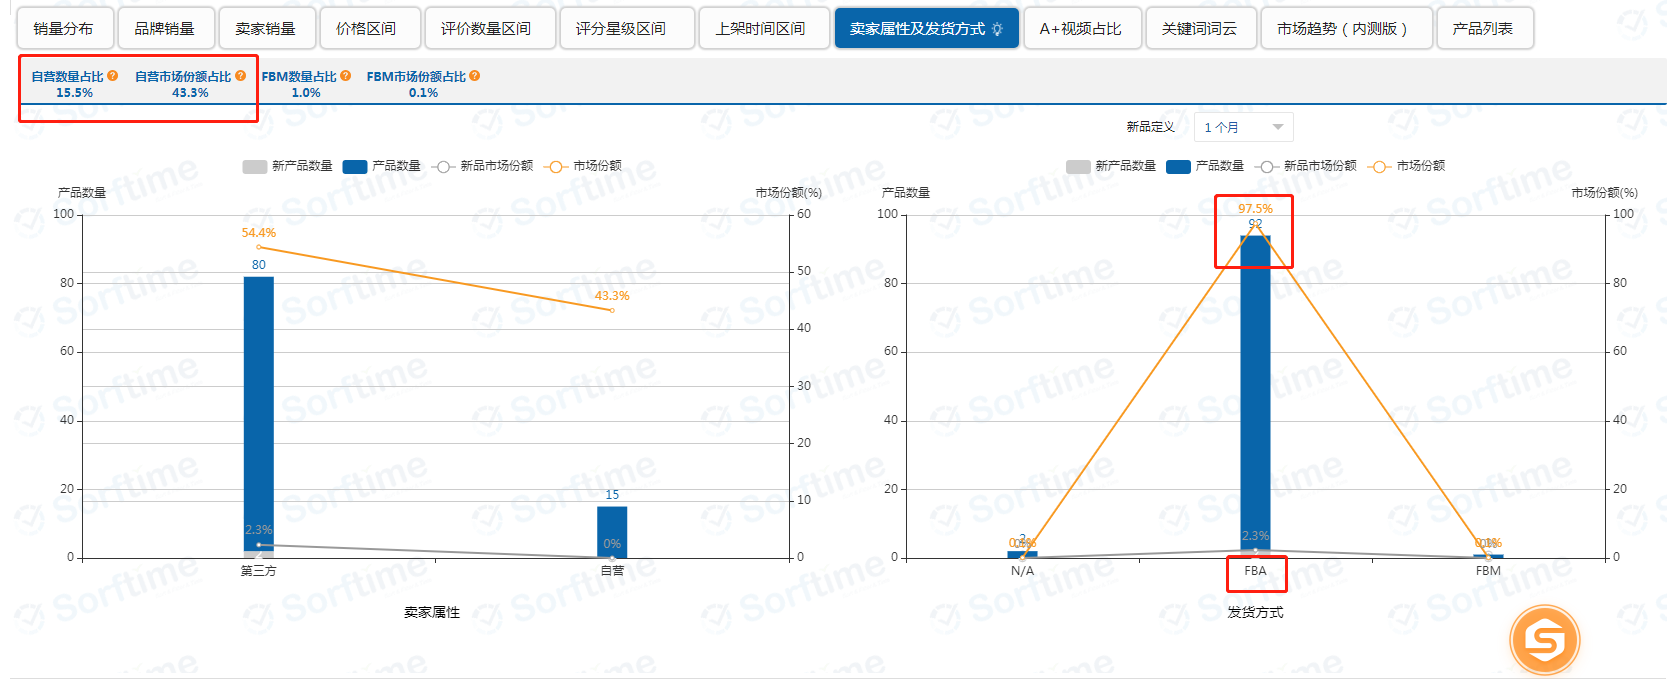 销量分布 品牌销量 卖家销量 价格区间 评价数量区间 评分星级区间 上架时间区间 卖家属性及发货方式 A+视频占比 关键词词云 市场趋势（内测版） 产品列表
自营数量占比 ? 自营市场份额占比 ? FBM数量占比 ? FBM市场份额占比 ?
15.5% 43.3% 1.0% 0.1%
新品定义 1 个月
新产品数量 产品数量 新品市场份额 市场份额
产品数量 市场份额(%)
100
80
60
40
20
0
60
50
40
30
20
10
0
54.4%
80
43.3%
15
2.3%
0%
第三方 自营
卖家属性
新产品数量 产品数量 新品市场份额 市场份额
产品数量 市场份额(%)
100
80
60
40
20
0
100
80
60
40
20
0
97.5%
92
2.3%
2
N/A FBA FBM
发货方式
Sorftime